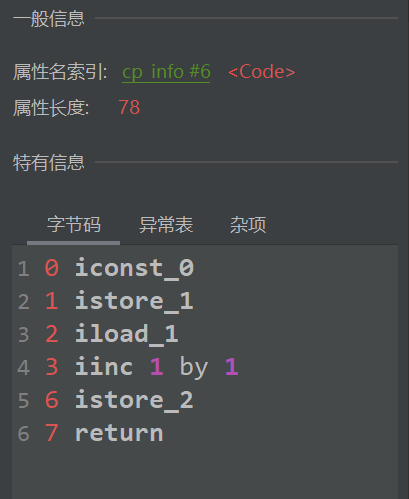 一般信息
属性名索引: cp_info #6 <Code>
属性长度: 78
特有信息
字节码 异常表 杂项
1 0 iconst_0
2 1 istore_1
3 2 iload_1
4 3 iinc 1 by 1
5 6 istore_2
6 7 return